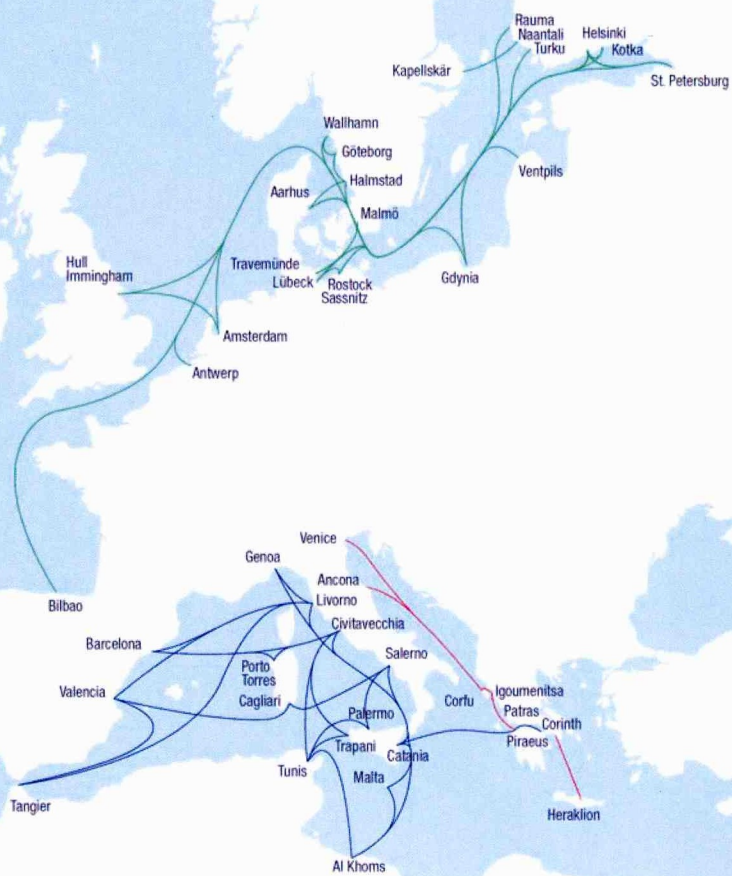 Rauma
Naantali
Turku
Helsinki
Kotka
Kapellskär
St. Petersburg
Wallhamn
Göteborg
Ventpils
Aarhus
Halmstad
Malmö
Hull
Immingham
Travemünde
Lübeck
Rostock
Sassnitz
Gdynia
Amsterdam
Antwerp
Venice
Genoa
Ancona
Livorno
Bilbao
Civitavecchia
Barcelona
Salerno
Porto
Torres
Valencia
Cagliari
Corfu
Igoumenitsa
Patras
Palermo
Corinth
Piraeus
Trapani
Catania
Tunis
Malta
Tangier
Heraklion
Al Khoms